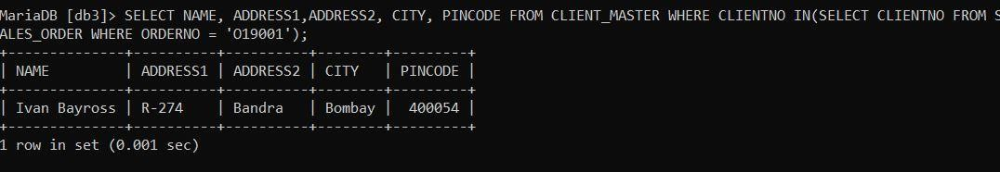 MariaDB [db3]> SELECT NAME, ADDRESS1,ADDRESS2, CITY, PINCODE FROM CLIENT_MASTER WHERE CLIENTNO IN(SELECT CLIENTNO FROM S
ALES_ORDER WHERE ORDERNO = 'O19001');
+--------------+----------+----------+--------+---------+
| NAME         | ADDRESS1 | ADDRESS2 | CITY   | PINCODE |
+--------------+----------+----------+--------+---------+
| Ivan Bayross | R-274    | Bandra   | Bombay |  400054 |
+--------------+----------+----------+--------+---------+
1 row in set (0.001 sec)